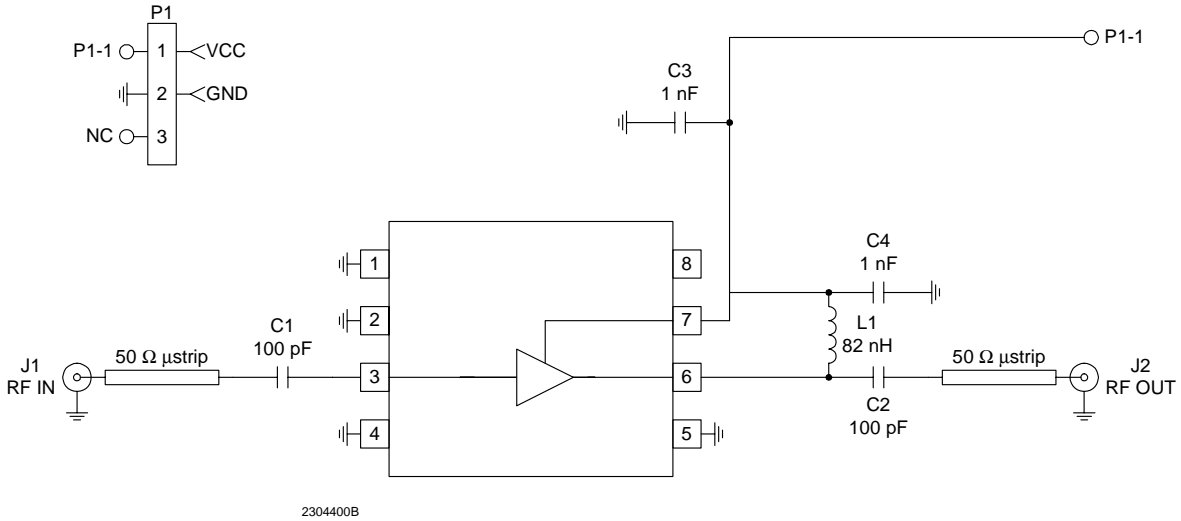 P1
P1-1
1
VCC
2
GND
NC
3
P1-1
C3
1 nF
1
8
C4
1 nF
2
7
L1
82 nH
C1
100 pF
J1
RF IN
50 Ω μstrip
3
6
50 Ω μstrip
J2
RF OUT
C2
100 pF
4
5
2304400B